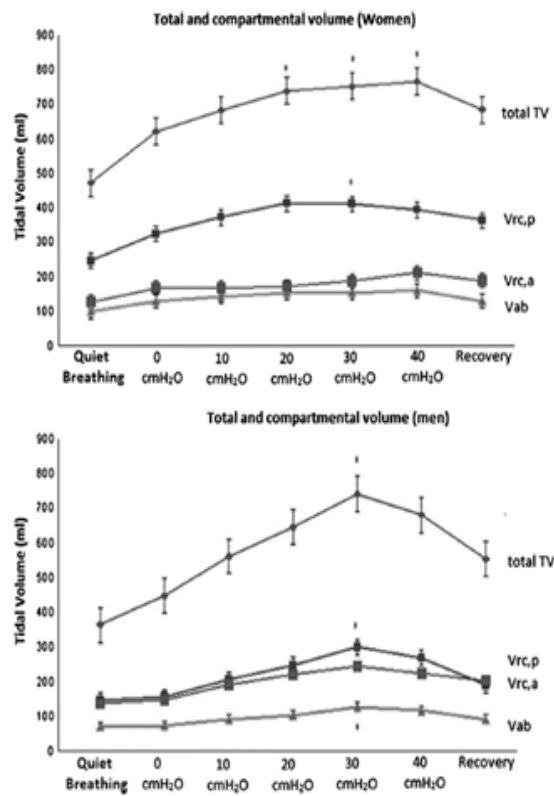 Total and compartmental volume (Women)
900
800
700
600
500
400
300
200
100
0
Tidal Volume (ml)
total TV
Vrc,p
Vrc,a
Vab
Quiet Breathing
0 cmH₂O
10 cmH₂O
20 cmH₂O
30 cmH₂O
40 cmH₂O
Recovery
Total and compartmental volume (men)
900
800
700
600
500
400
300
200
100
0
Tidal Volume (ml)
total TV
Vrc,p
Vrc,a
Vab
Quiet Breathing
0 cmH₂O
10 cmH₂O
20 cmH₂O
30 cmH₂O
40 cmH₂O
Recovery